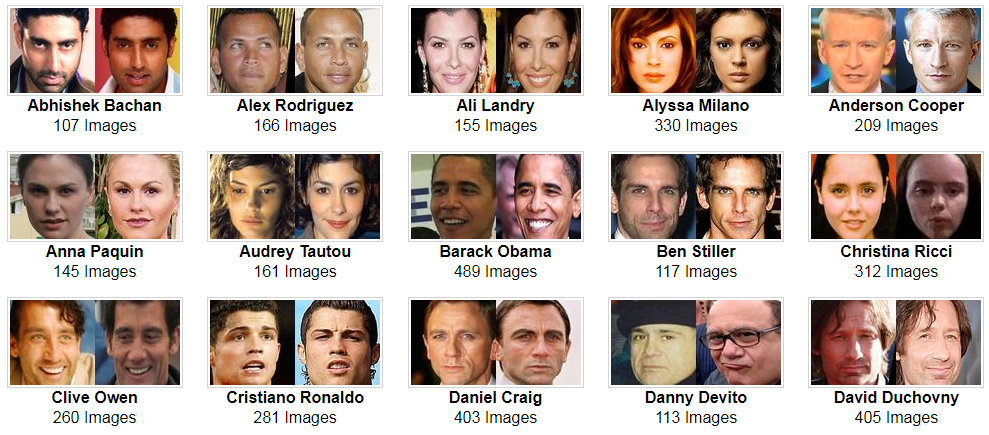 Abhishek Bachan
107 Images
Alex Rodriguez
166 Images
Ali Landry
155 Images
Alyssa Milano
330 Images
Anderson Cooper
209 Images
Anna Paquin
145 Images
Audrey Tautou
161 Images
Barack Obama
489 Images
Ben Stiller
117 Images
Christina Ricci
312 Images
Clive Owen
260 Images
Cristiano Ronaldo
281 Images
Daniel Craig
403 Images
Danny Devito
113 Images
David Duchovny
405 Images